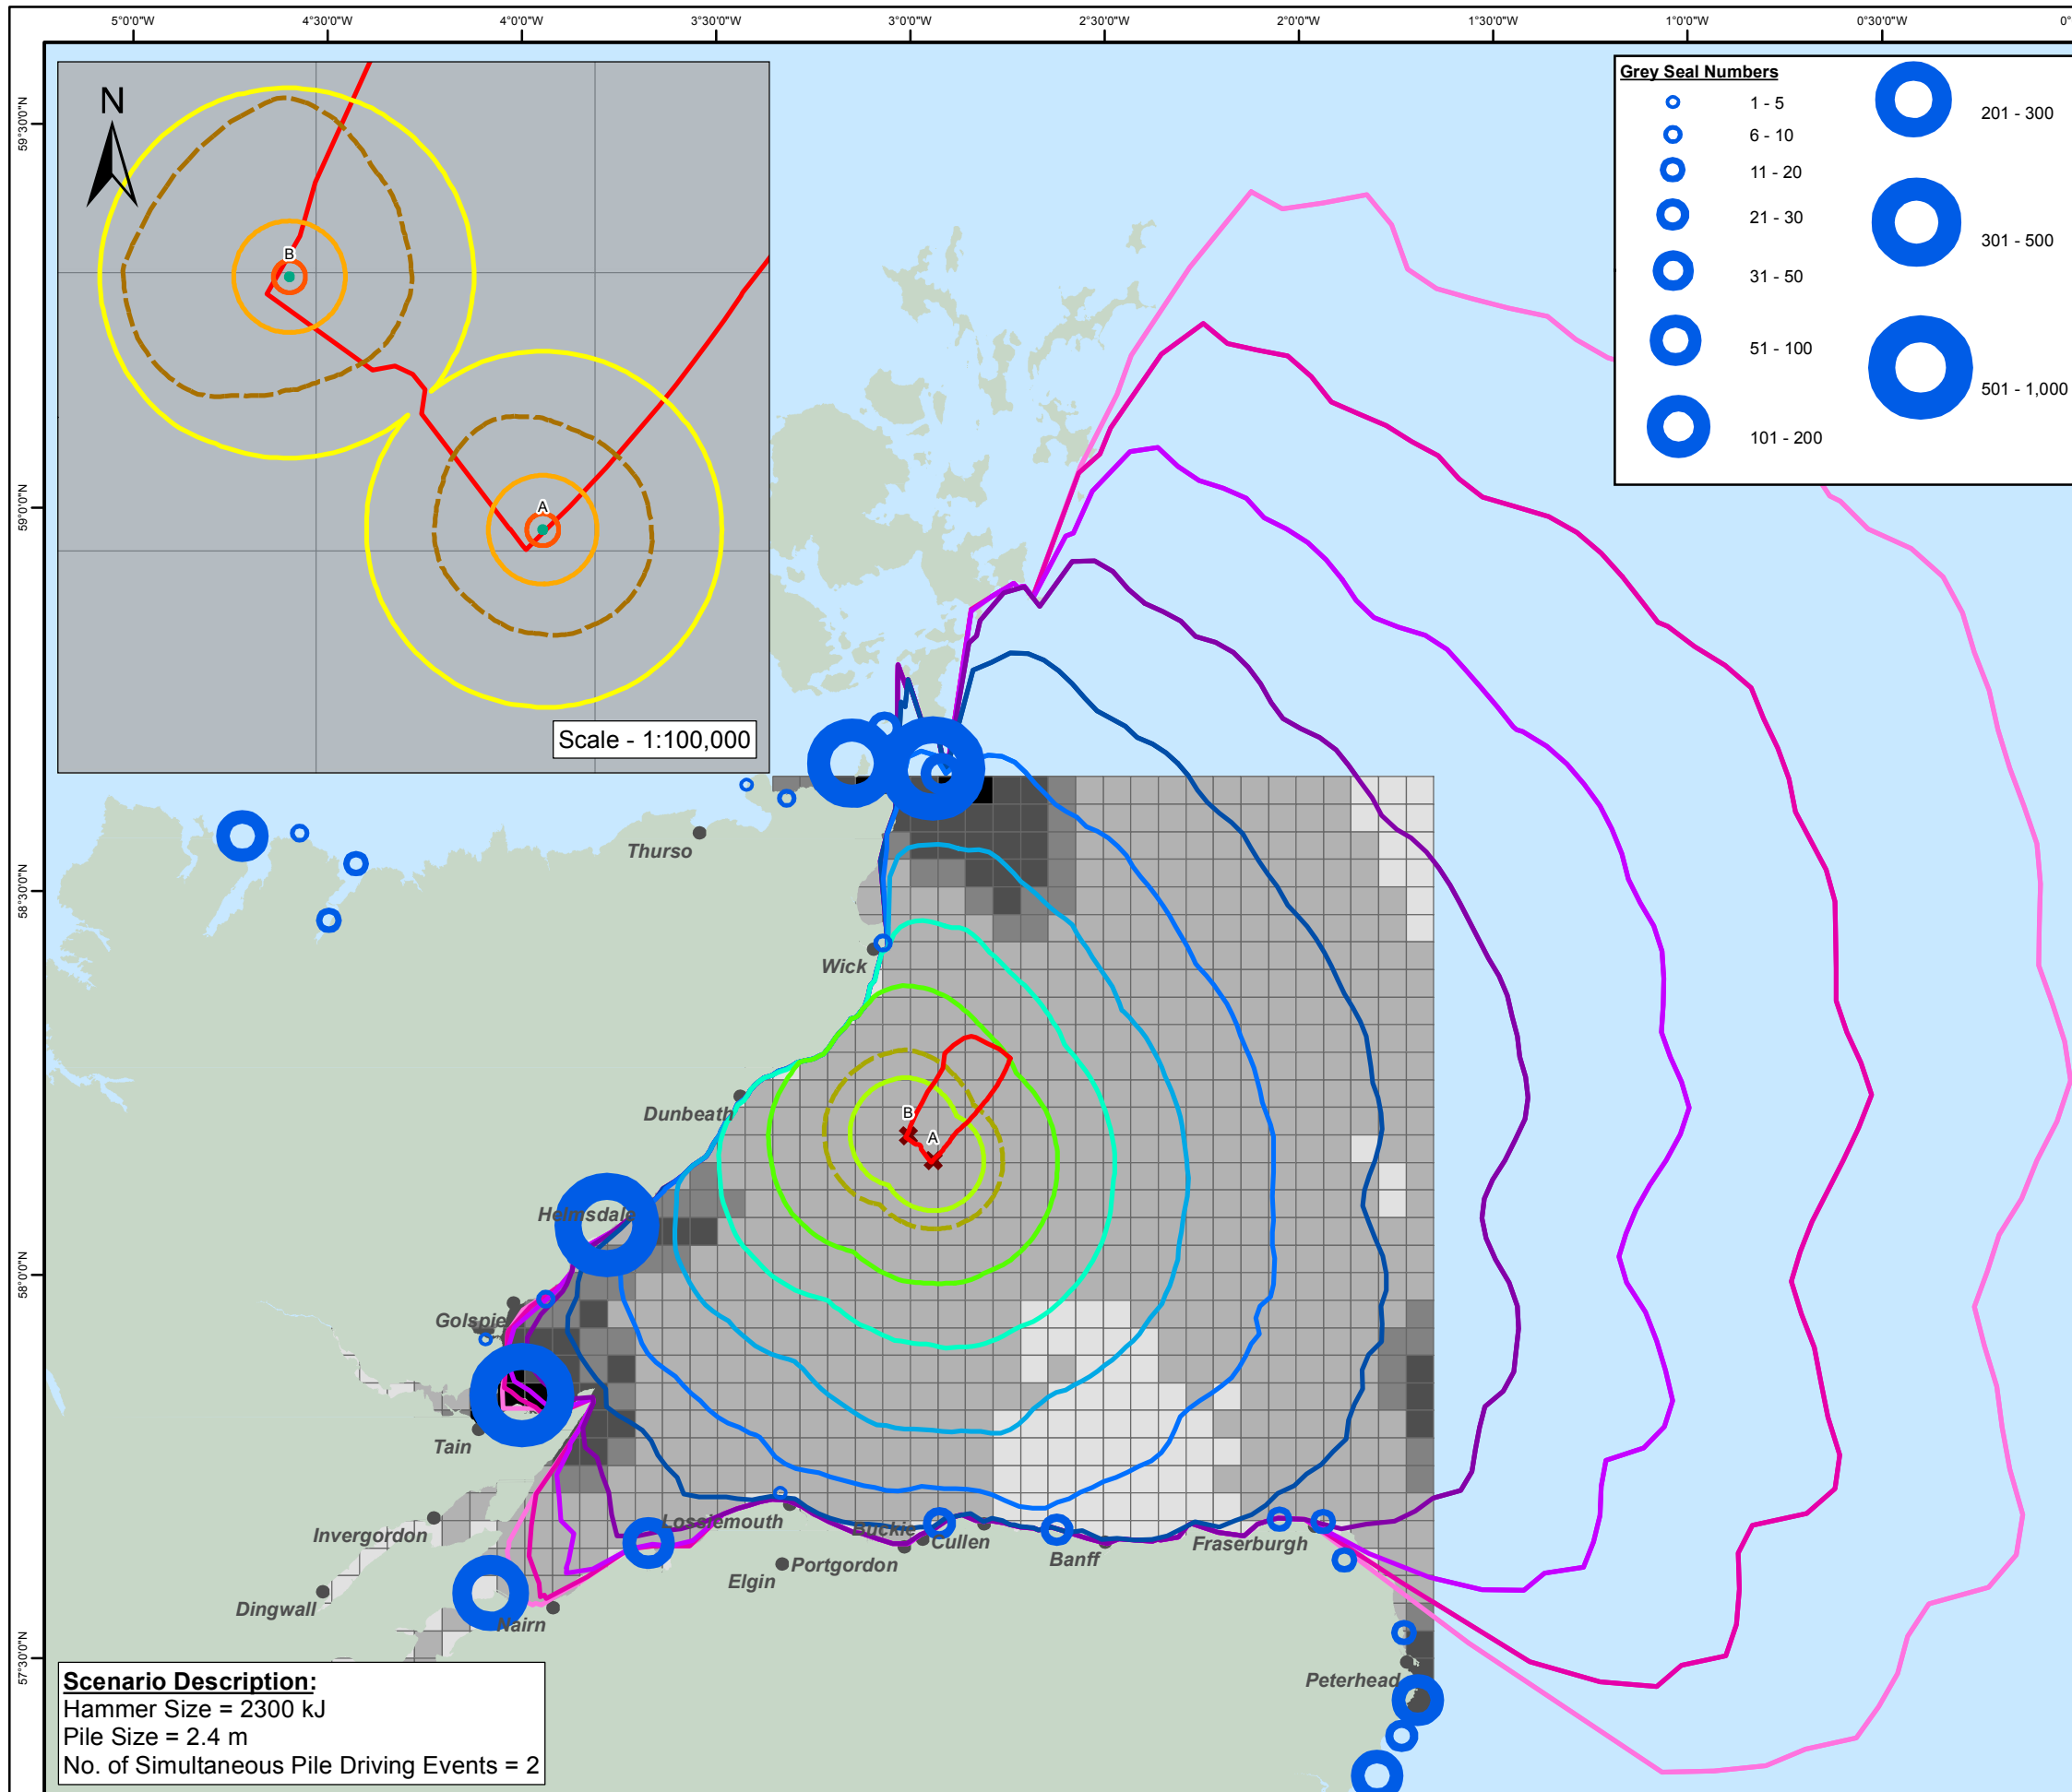 5°0'0"W 4°30'0"W 4°0'0"W 3°30'0"W 3°0'0"W 2°30'0"W 2°0'0"W 1°30'0"W 1°0'0"W 0°30'0"W 0°
59°30'0"N
59°0'0"N
58°30'0"N
58°0'0"N
57°30'0"N
N
B
A
Scale - 1:100,000
Grey Seal Numbers
1 - 5
6 - 10
11 - 20
21 - 30
31 - 50
51 - 100
101 - 200
201 - 300
301 - 500
501 - 1,000
Thurso
Wick
Dunbeath
B
A
Helmsdale
Golspie
Tain
Invergordon
Dingwall
Nairn
Lossiemouth
Elgin
Portgordon
Buckie
Cullen
Banff
Fraserburgh
Peterhead
Scenario Description:
Hammer Size = 2300 kJ
Pile Size = 2.4 m
No. of Simultaneous Pile Driving Events = 2